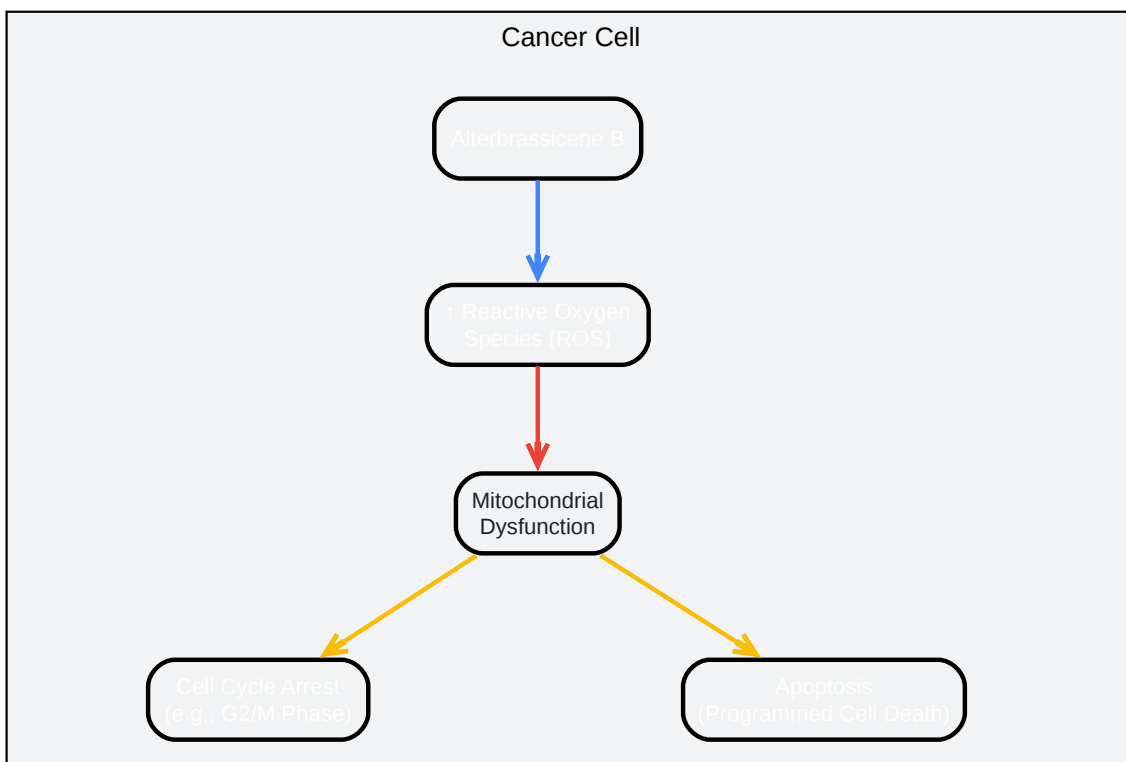 Cancer Cell
Alterbrassicene B
↑ Reactive Oxygen
Species (ROS)
Mitochondrial
Dysfunction
Cell Cycle Arrest
(e.g., G2/M Phase)
Apoptosis
(Programmed Cell Death)